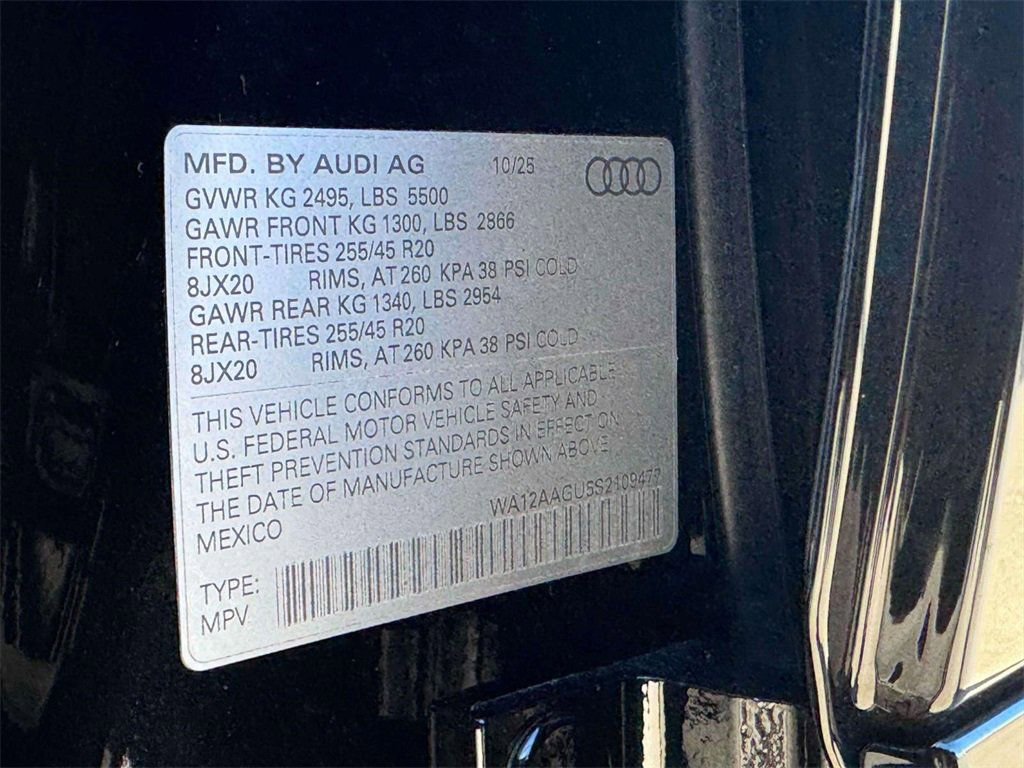 MFD. BY AUDI AG 10/25
GVWR KG 2495, LBS 5500
GAWR FRONT KG 1300, LBS 2866
FRONT-TIRES 255/45 R20
8JX20 RIMS, AT 260 KPA 38 PSI COLD
GAWR REAR KG 1340, LBS 2954
REAR-TIRES 255/45 R20
8JX20 RIMS, AT 260 KPA 38 PSI COLD
THIS VEHICLE CONFORMS TO ALL APPLICABLE
U.S. FEDERAL MOTOR VEHICLE SAFETY AND
THEFT PREVENTION STANDARDS IN EFFECT ON
THE DATE OF MANUFACTURE SHOWN ABOVE
MEXICO WA12AAGU5S2109477
TYPE:
MPV